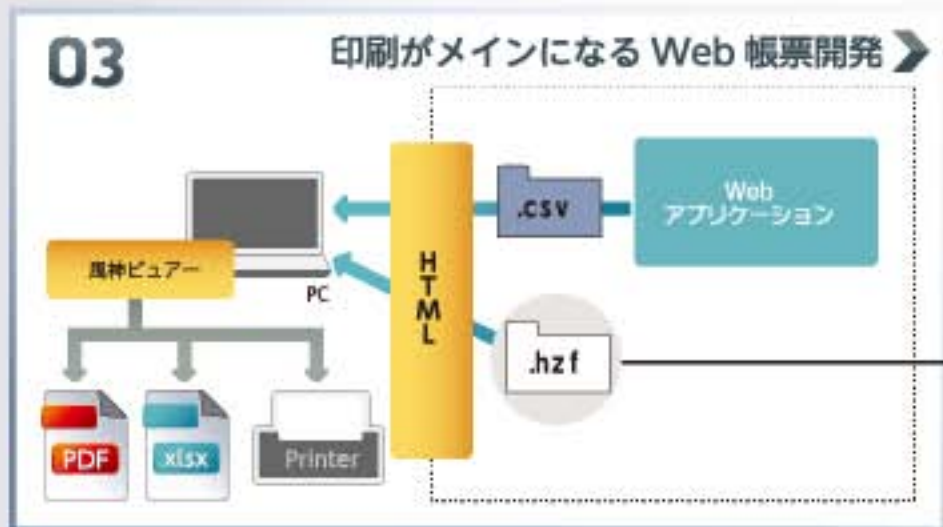 03
印刷がメインになる Web 帳票開発
Web
アプリケーション
.csv
HTML
風神ビュアー
PC
.hzf
PDF
xlsx
Printer